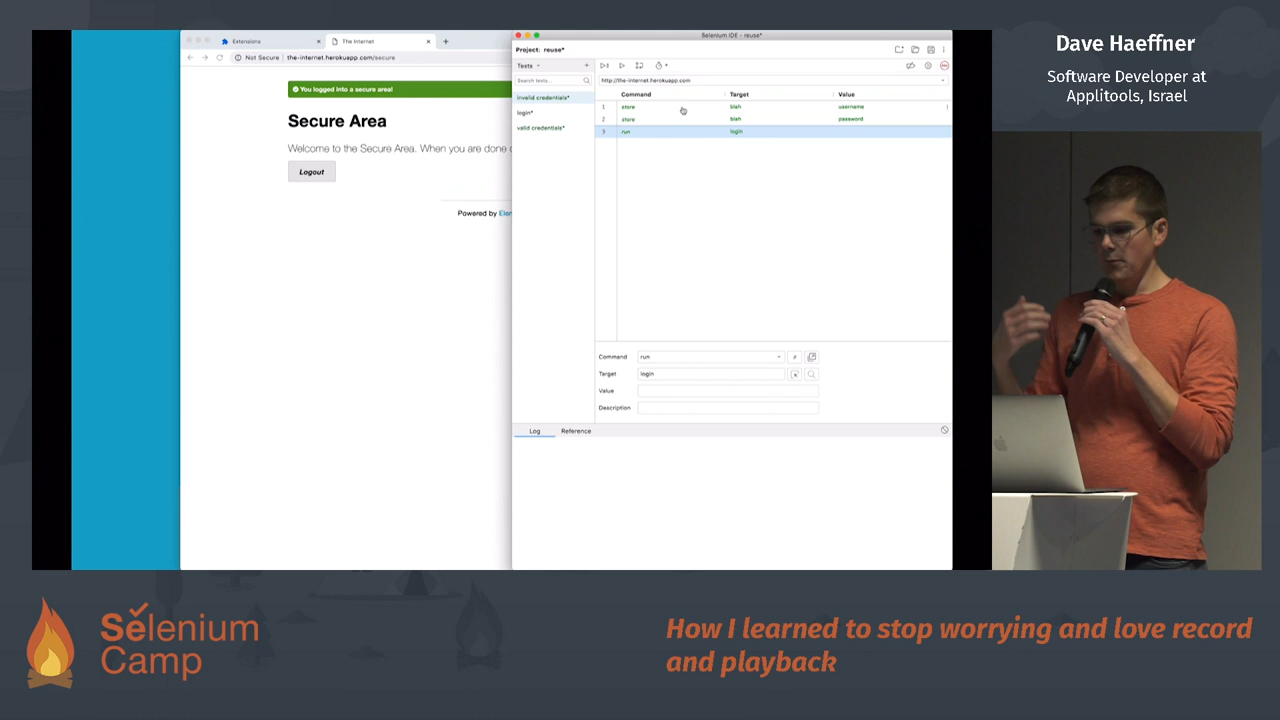 Extensions
The Internet
Not Secure
the-internet.herokuapp.com/secure
You logged into a secure area!
Secure Area
Welcome to the Secure Area. When you are done
Logout
Powered by Elen
Selenium IDE - reuse*
Project: reuse*
Tests
Search tests...
invalid credentials*
login*
valid credentials*
http://the-internet.herokuapp.com
Command Target Value
1 store blah username
2 store blah password
3 run login
Command run
Target login
Value
Description
Log Reference
Dave Haeffner
Software Developer at
Applitools, Israel
Selenium
Camp
How I learned to stop worrying and love record
and playback